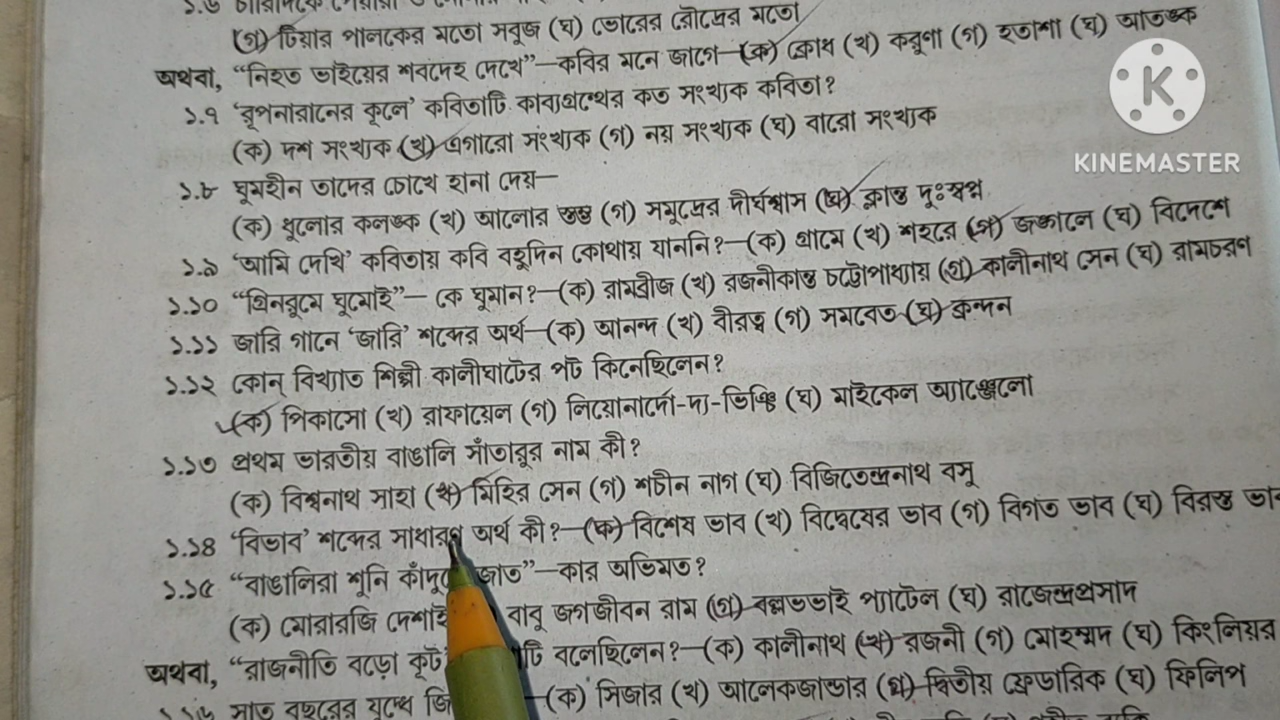 (গ) টিয়ার পালকের মতো সবুজ (ঘ) ভোরের রৌদ্রের মতো
অথবা, “নিহত ভাইয়ের শবদেহ দেখে”—কবির মনে জাগে—(ক) ক্রোধ (খ) করুণা (গ) হতাশা (ঘ) আতঙ্ক
১.৭ ‘রূপনারানের কূলে’ কবিতাটি কাব্যগ্রন্থের কত সংখ্যক কবিতা?
(ক) দশ সংখ্যক (খ) এগারো সংখ্যক (গ) নয় সংখ্যক (ঘ) বারো সংখ্যক
১.৮ ঘুমহীন তাদের চোখে হানা দেয়—
(ক) ধুলোর কলঙ্ক (খ) আলোর স্তম্ভ (গ) সমুদ্রের দীর্ঘশ্বাস (ঘ) ক্লান্ত দুঃস্বপ্ন
১.৯ ‘আমি দেখি’ কবিতায় কবি বহুদিন কোথায় যাননি?—(ক) গ্রামে (খ) শহরে (গ) জঙ্গলে (ঘ) বিদেশে
১.১০ “গ্রিনরুমে ঘুমোই”— কে ঘুমান?—(ক) রামব্রীজ (খ) রজনীকান্ত চট্টোপাধ্যায় (গ) কালীনাথ সেন (ঘ) রামচরণ
১.১১ জারি গানে ‘জারি’ শব্দের অর্থ—(ক) আনন্দ (খ) বীরত্ব (গ) সমবেত (ঘ) ক্রন্দন
১.১২ কোন্ বিখ্যাত শিল্পী কালীঘাটের পট কিনেছিলেন?
(ক) পিকাসো (খ) রাফায়েল (গ) লিয়োনার্দো-দ্য-ভিঞ্চি (ঘ) মাইকেল অ্যাঞ্জেলো
১.১৩ প্রথম ভারতীয় বাঙালি সাঁতারুর নাম কী?
(ক) বিশ্বনাথ সাহা (খ) মিহির সেন (গ) শচীন নাগ (ঘ) বিজিতেন্দ্রনাথ বসু
১.১৪ ‘বিভাব’ শব্দের সাধারণ অর্থ কী?—(ক) বিশেষ ভাব (খ) বিদ্বেষের ভাব (গ) বিগত ভাব (ঘ) বিরক্ত ভাব
১.১৫ “বাঙালিরা শুনি কাঁদুনে জাত”—কার অভিমত?
(ক) মোরারজি দেশাই বাবু জগজীবন রাম (গ) বল্লভভাই প্যাটেল (ঘ) রাজেন্দ্রপ্রসাদ
অথবা, “রাজনীতি বড়ো কূট” টি বলেছিলেন?—(ক) কালীনাথ (খ) রজনী (গ) মোহম্মদ (ঘ) কিংলিয়র
১.১৬ সাত বছরের যুদ্ধে —(ক) সিজার (খ) আলেকজান্ডার (গ) দ্বিতীয় ফ্রেডারিক (ঘ) ফিলিপ
KINEMASTER